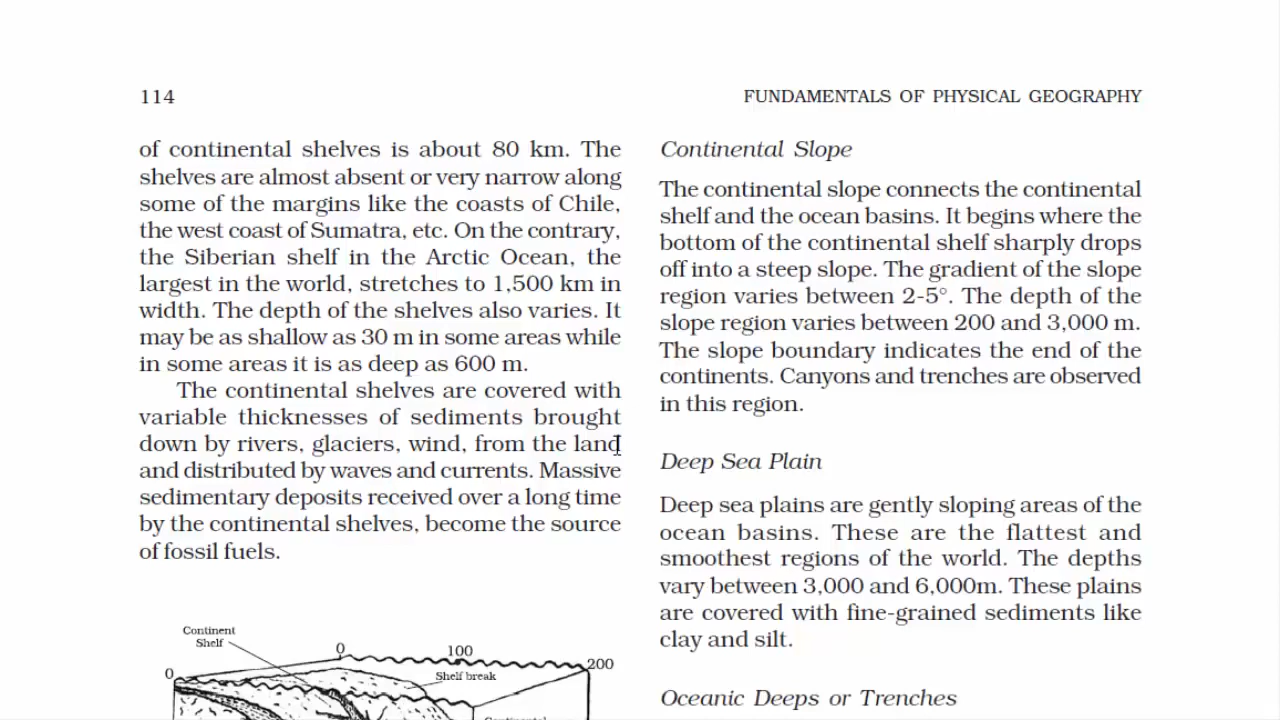 114
FUNDAMENTALS OF PHYSICAL GEOGRAPHY
of continental shelves is about 80 km. The
shelves are almost absent or very narrow along
some of the margins like the coasts of Chile,
the west coast of Sumatra, etc. On the contrary,
the Siberian shelf in the Arctic Ocean, the
largest in the world, stretches to 1,500 km in
width. The depth of the shelves also varies. It
may be as shallow as 30 m in some areas while
in some areas it is as deep as 600 m.
The continental shelves are covered with
variable thicknesses of sediments brought
down by rivers, glaciers, wind, from the land
and distributed by waves and currents. Massive
sedimentary deposits received over a long time
by the continental shelves, become the source
of fossil fuels.
Continent
Shelf
0
100
200
0
Shelf break
Continental
Continental Slope
The continental slope connects the continental
shelf and the ocean basins. It begins where the
bottom of the continental shelf sharply drops
off into a steep slope. The gradient of the slope
region varies between 2-5°. The depth of the
slope region varies between 200 and 3,000 m.
The slope boundary indicates the end of the
continents. Canyons and trenches are observed
in this region.
Deep Sea Plain
Deep sea plains are gently sloping areas of the
ocean basins. These are the flattest and
smoothest regions of the world. The depths
vary between 3,000 and 6,000m. These plains
are covered with fine-grained sediments like
clay and silt.
Oceanic Deeps or Trenches